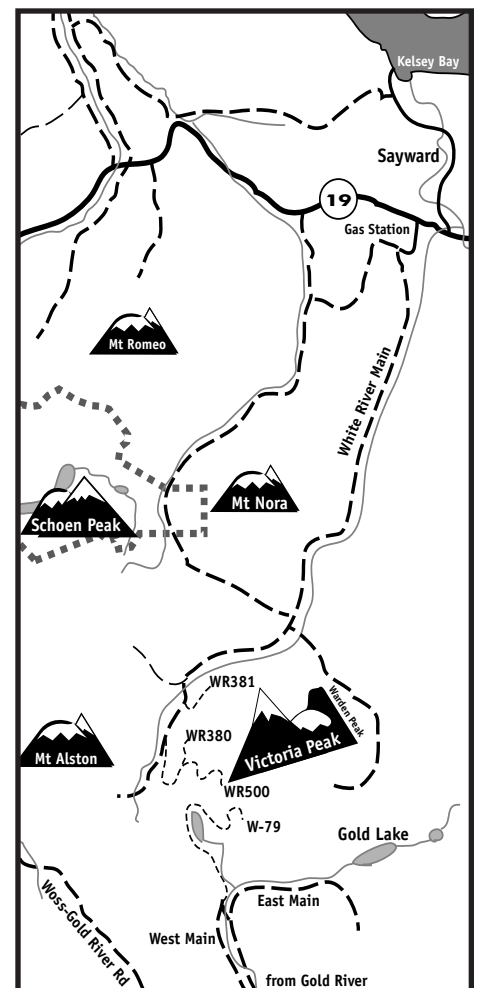 Kelsey Bay
Sayward
19
Gas Station
Mt Romeo
White River Main
Mt Nora
Schoen Peak
WR381
Warden Peak
WR380
Victoria Peak
Mt Alston
WR500
W-79
Gold Lake
Woss-Gold River Rd
East Main
West Main
from Gold River